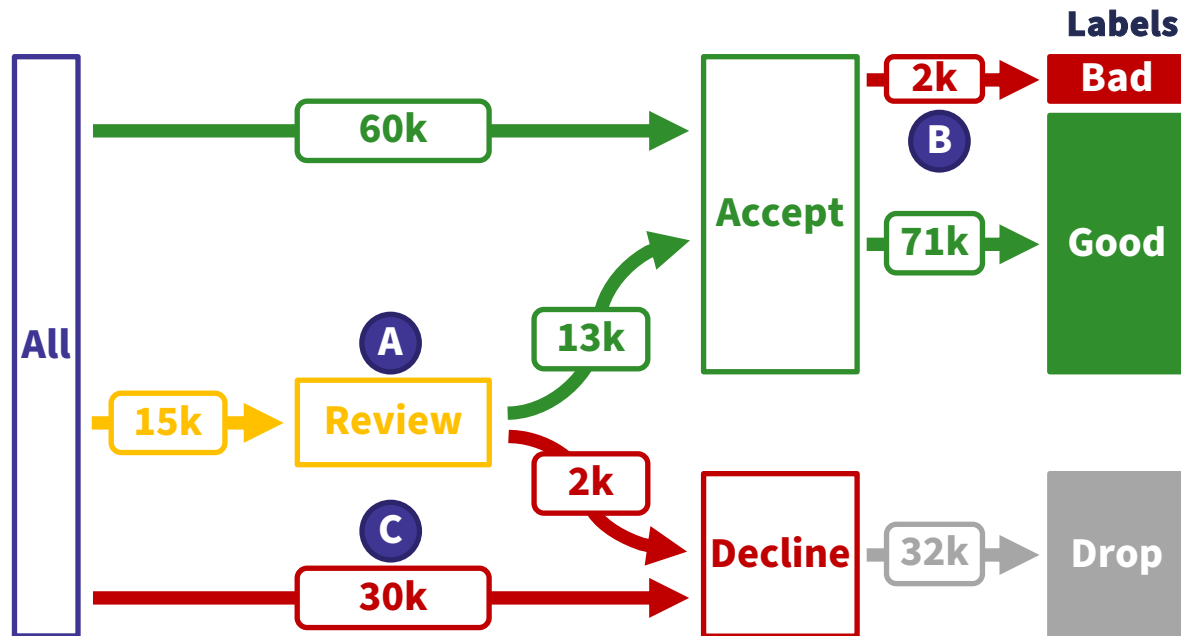 Labels
2k
Bad
60k
B
Accept
71k
Good
All
A
13k
15k
Review
2k
C
Decline
32k
Drop
30k